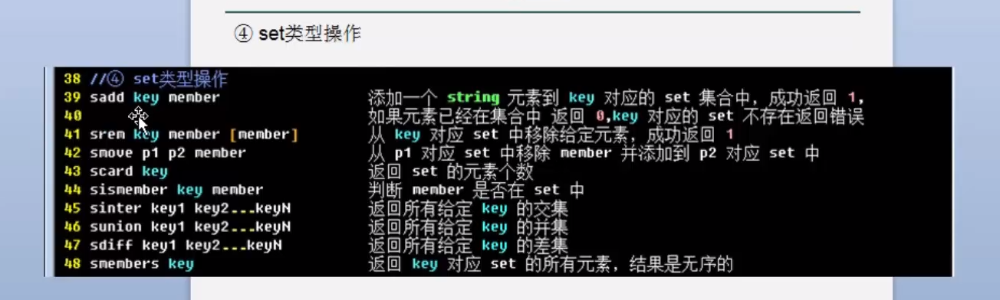 ④ set类型操作
38 //④ set类型操作
39 sadd key member 添加一个 string 元素到 key 对应的 set 集合中，成功返回 1,
40 如果元素已经在集合中 返回 0,key 对应的 set 不存在返回错误
41 srem key member [member] 从 key 对应 set 中移除给定元素，成功返回 1
42 smove p1 p2 member 从 p1 对应 set 中移除 member 并添加到 p2 对应 set 中
43 scard key 返回 set 的元素个数
44 sismember key member 判断 member 是否在 set 中
45 sinter key1 key2...keyN 返回所有给定 key 的交集
46 sunion key1 key2...keyN 返回所有给定 key 的并集
47 sdiff key1 key2...keyN 返回所有给定 key 的差集
48 smembers key 返回 key 对应 set 的所有元素，结果是无序的